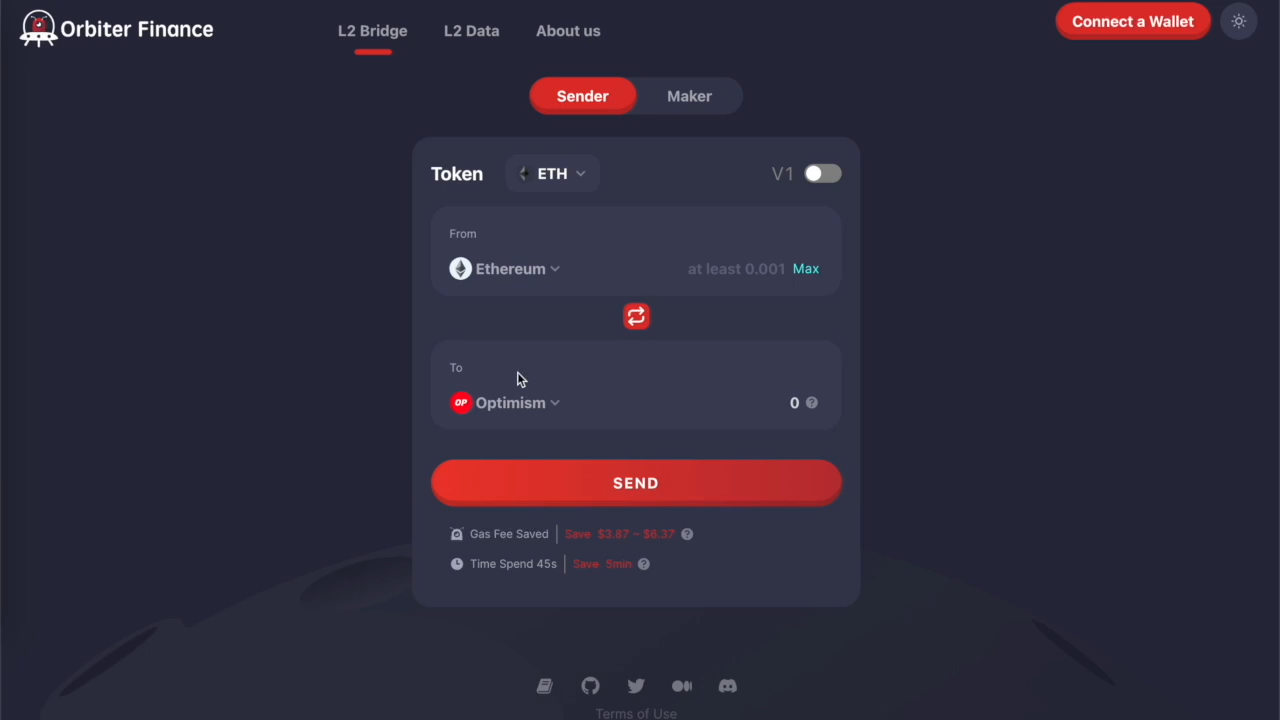 Orbiter Finance
L2 Bridge
L2 Data
About us
Connect a Wallet
Sender
Maker
Token
ETH
V1
From
Ethereum
at least 0.001 Max
To
OP Optimism
0
SEND
Gas Fee Saved
Save $3.87 ~ $6.37
Time Spend 45s
Save 5min
Terms of Use